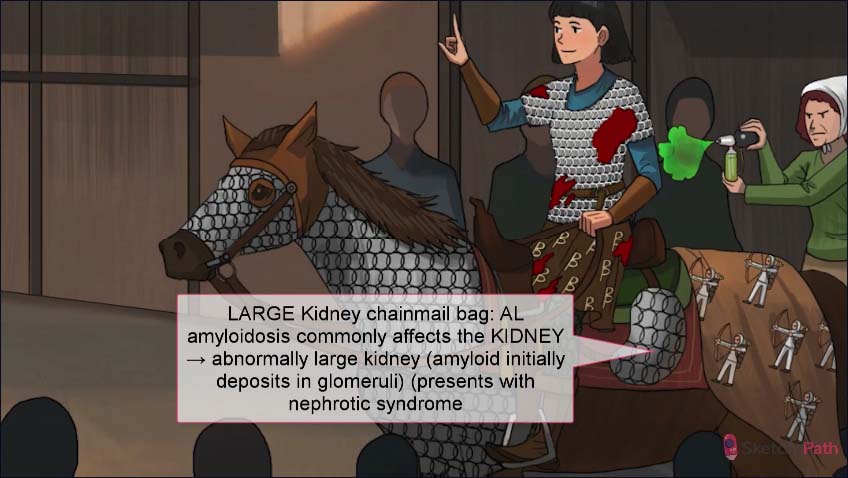 LARGE Kidney chainmail bag: AL
amyloidosis commonly affects the KIDNEY
→ abnormally large kidney (amyloid initially
deposits in glomeruli) (presents with
nephrotic syndrome
β β β β β β β
SketchyPath